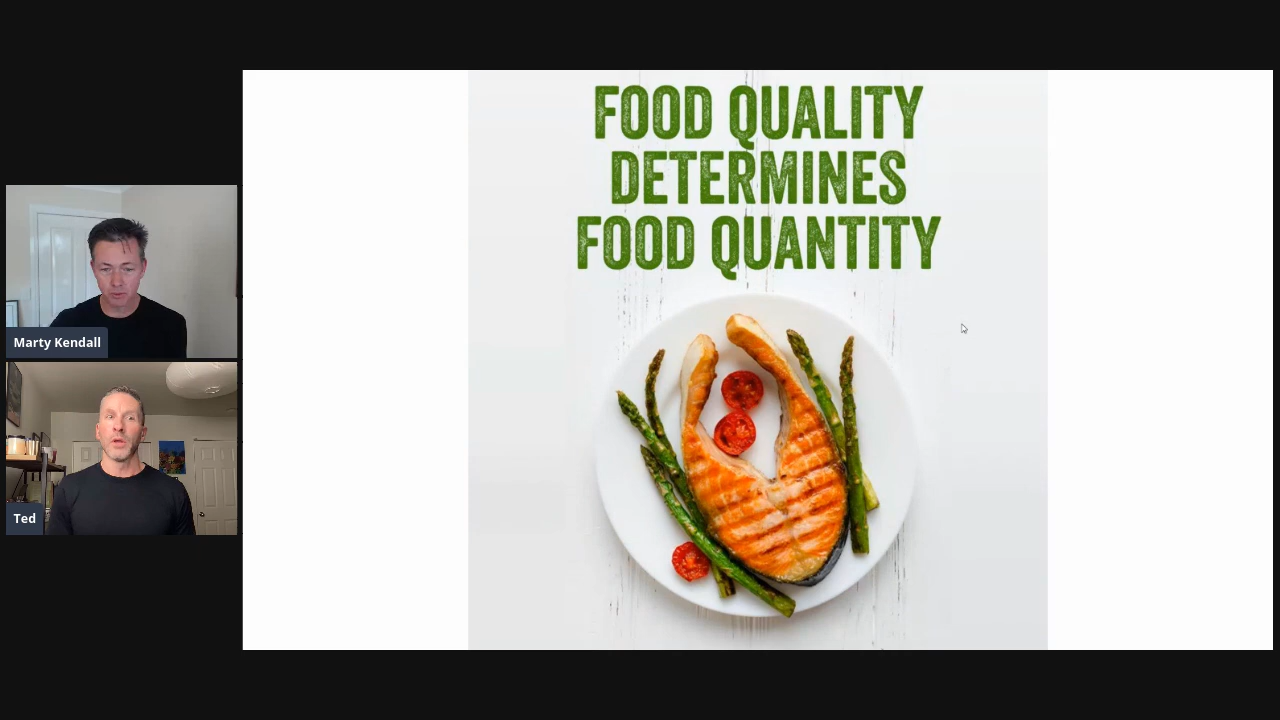 FOOD QUALITY
DETERMINES
FOOD QUANTITY
Marty Kendall
Ted